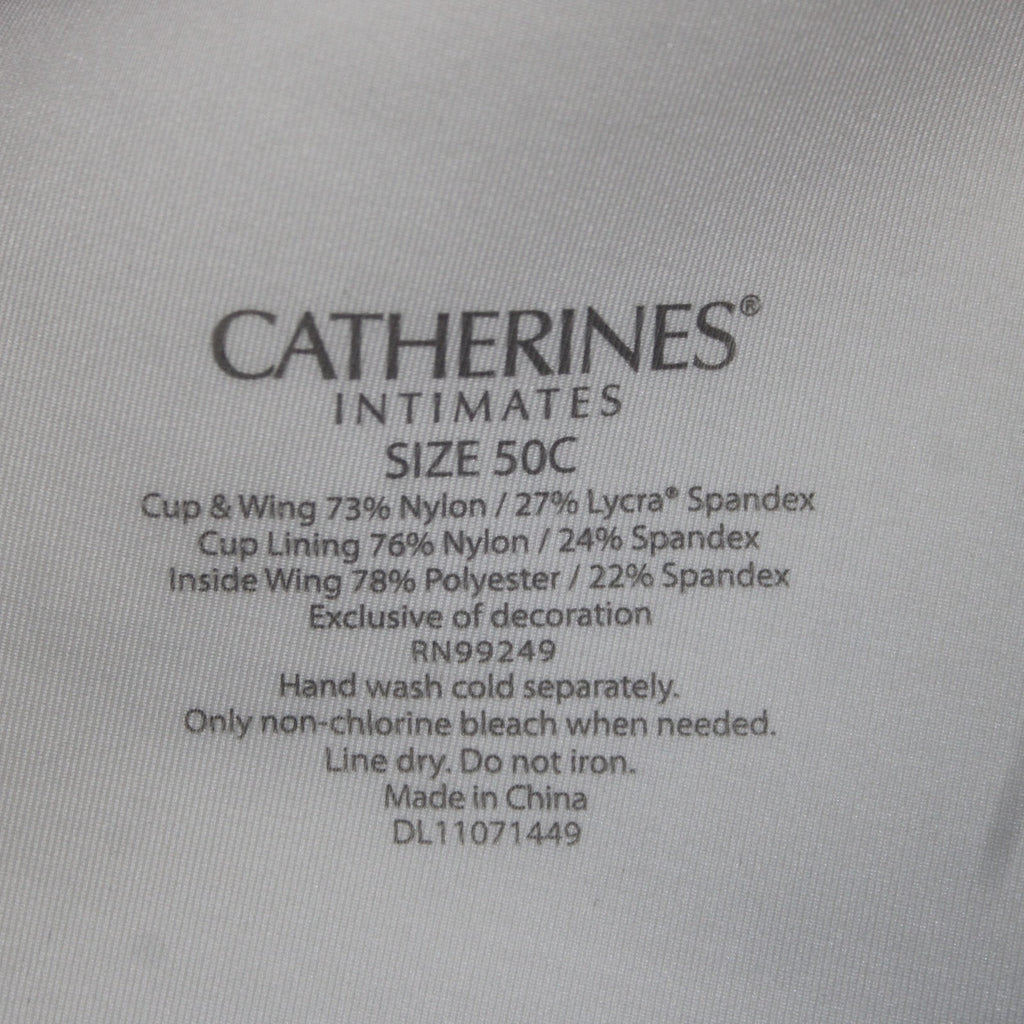 CATHERINES®
INTIMATES
SIZE 50C
Cup & Wing 73% Nylon / 27% Lycra® Spandex
Cup Lining 76% Nylon / 24% Spandex
Inside Wing 78% Polyester / 22% Spandex
Exclusive of decoration
RN99249
Hand wash cold separately.
Only non-chlorine bleach when needed.
Line dry. Do not iron.
Made in China
DL11071449